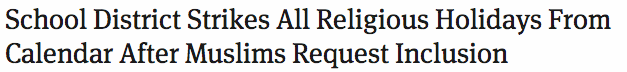 School District Strikes All Religious Holidays From
Calendar After Muslims Request Inclusion